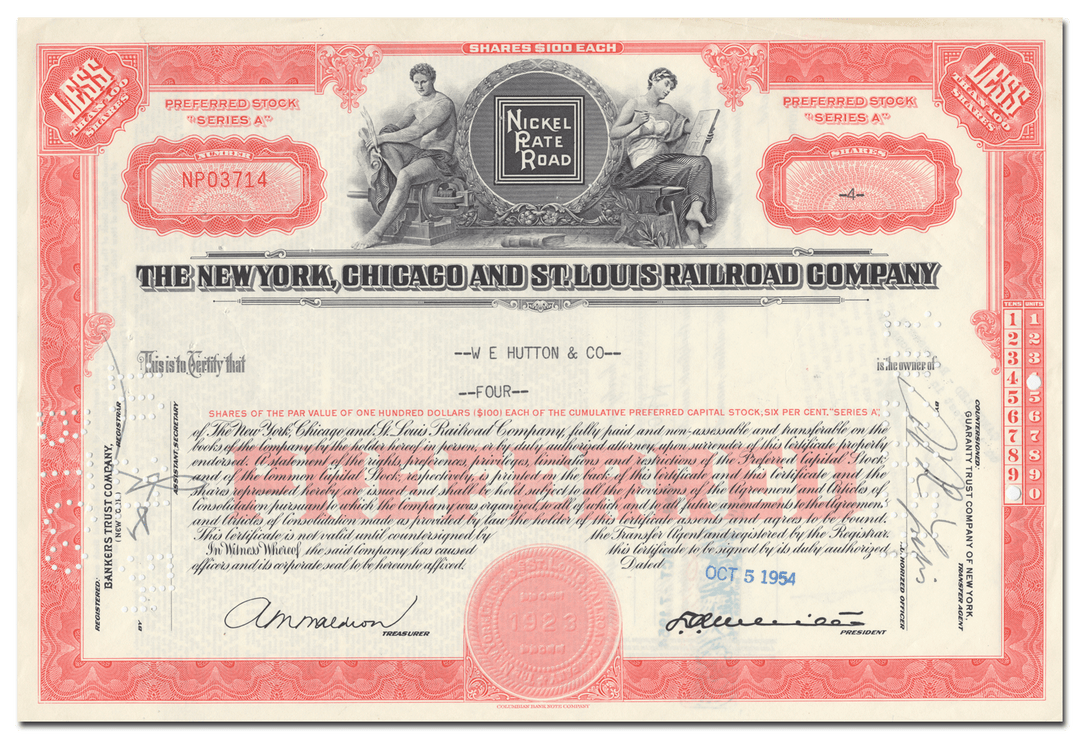 SHARES $100 EACH
LESS
THAN 100
SHARES
LESS
THAN 100
SHARES
PREFERRED STOCK
"SERIES A"
PREFERRED STOCK
"SERIES A"
NICKEL
PLATE
ROAD
NUMBER
NP03714
SHARES
-4-
THE NEW YORK, CHICAGO AND ST. LOUIS RAILROAD COMPANY
This is to Certify that
--W E HUTTON & CO--
is the owner of
--FOUR--
SHARES OF THE PAR VALUE OF ONE HUNDRED DOLLARS ($100) EACH OF THE CUMULATIVE PREFERRED CAPITAL STOCK, SIX PER CENT, "SERIES A",
of The New York, Chicago and St. Louis Railroad Company, fully paid and non-assessable and transferable on the
books of the company by the holder hereof in person or by duly authorized attorney upon surrender of this Certificate properly
endorsed. A statement of the rights, preferences, privileges, limitations and restrictions of the Preferred Capital Stock
and of the Common Capital Stock, respectively, is printed on the back of this Certificate and this Certificate and the
shares represented hereby are issued and shall be held subject to all the provisions of the Agreement and Articles of
Consolidation pursuant to which the company was organized, to all of which and to any future amendments to the Agreement
and Articles of Consolidation made as provided by law the holder of this certificate assents and agrees to be bound.
This certificate is not valid until countersigned by the Transfer Agent and registered by the Registrar.
In Witness Whereof the said Company has caused this Certificate to be signed by its duly authorized
officers and its corporate seal to be hereunto affixed. Dated
PREFERRED
OCT 5 1954
TREASURER
PRESIDENT
1923
COLUMBIAN BANK NOTE COMPANY
REGISTERED:
BANKERS TRUST COMPANY,
(NEW YORK)
REGISTRAR
BY
ASSISTANT SECRETARY
COUNTERSIGNED:
GUARANTY TRUST COMPANY OF NEW YORK,
TRANSFER AGENT
BY
AUTHORIZED OFFICER
TENS UNITS
1 1
2 2
3 3
4
5 5
6 6
7 7
8 8
9 9
0